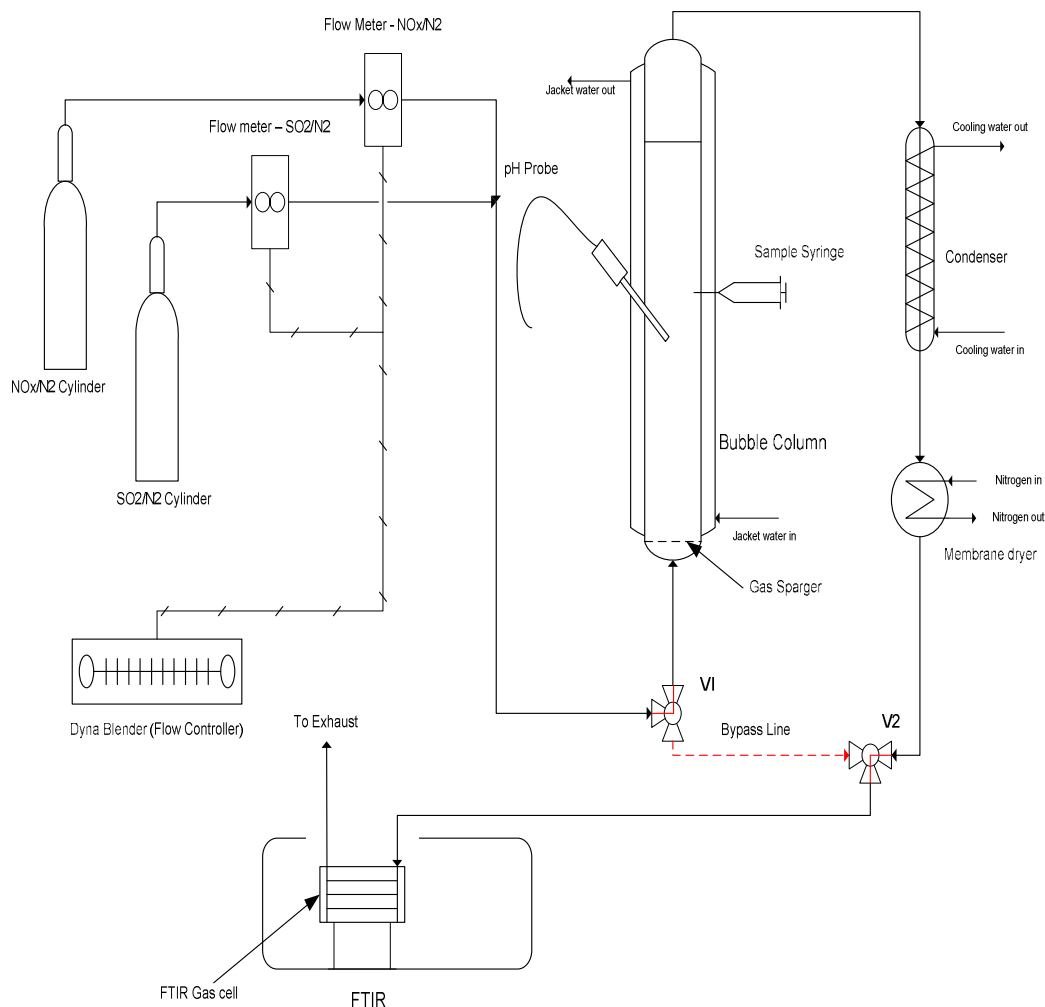 Flow Meter - NOx/N2
Jacket water out
Flow meter – SO2/N2
Cooling water out
pH Probe
Sample Syringe
Condenser
Cooling water in
NOx/N2 Cylinder
Bubble Column
Nitrogen in
SO2/N2 Cylinder
Nitrogen out
Jacket water in
Membrane dryer
Gas Sparger
V1
Dyna Blender (Flow Controller)
To Exhaust
Bypass Line
V2
FTIR Gas cell
FTIR